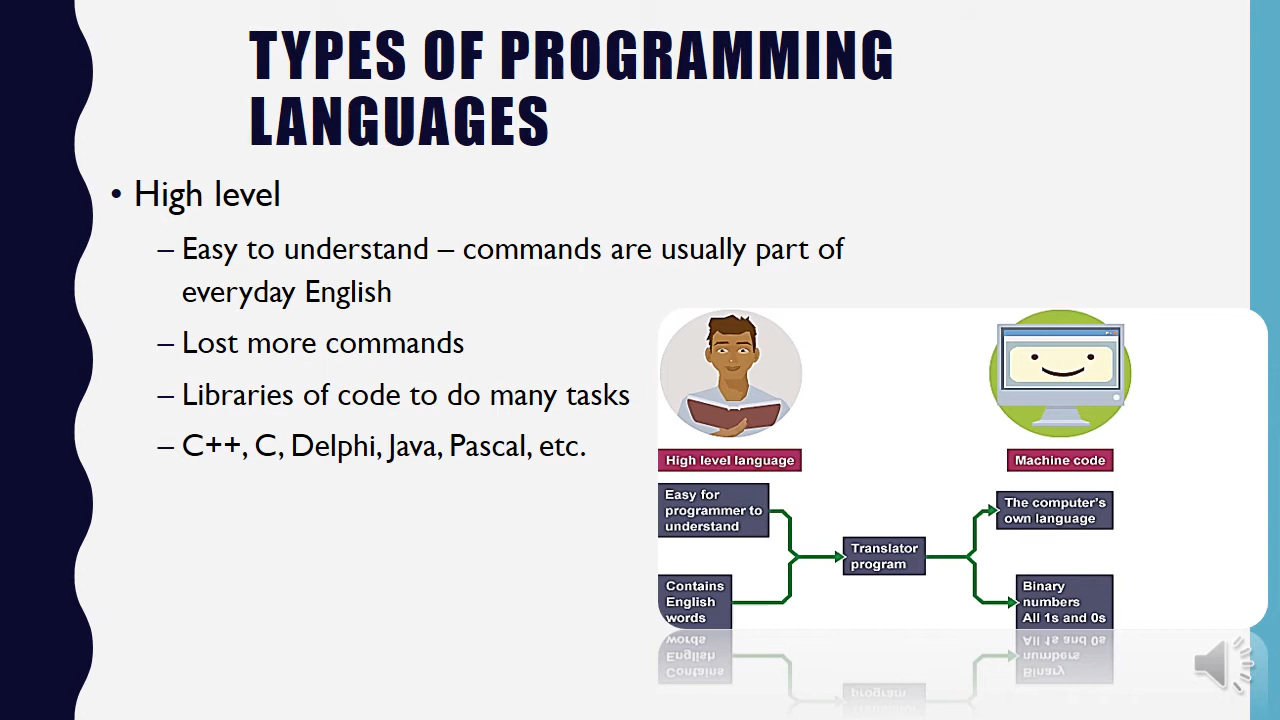 TYPES OF PROGRAMMING
LANGUAGES
• High level
– Easy to understand – commands are usually part of
everyday English
– Lost more commands
– Libraries of code to do many tasks
– C++, C, Delphi, Java, Pascal, etc.
High level language
Machine code
Easy for
programmer to
understand
The computer's
own language
Translator
program
Contains
English
words
Binary
numbers
All 1s and 0s